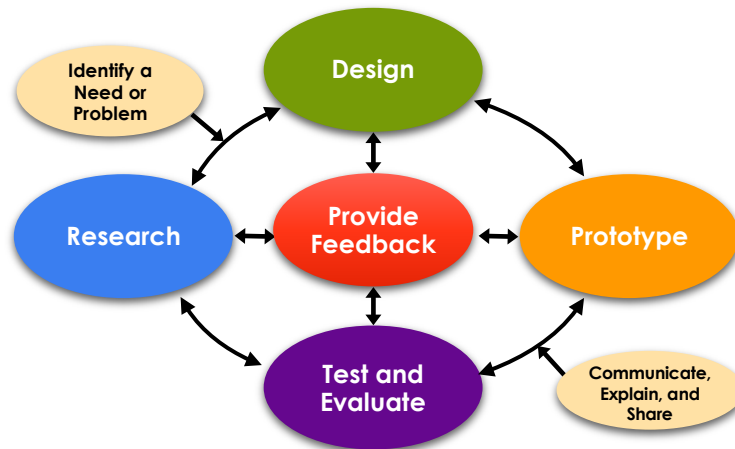 Identify a
Need or
Problem
Design
Research
Provide
Feedback
Prototype
Test and
Evaluate
Communicate,
Explain, and
Share